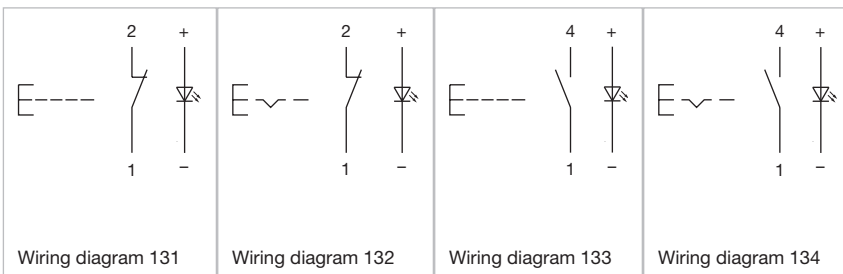 2 + 2 + 4 + 4 +
1 – 1 – 1 – 1 –
Wiring diagram 131 Wiring diagram 132 Wiring diagram 133 Wiring diagram 134